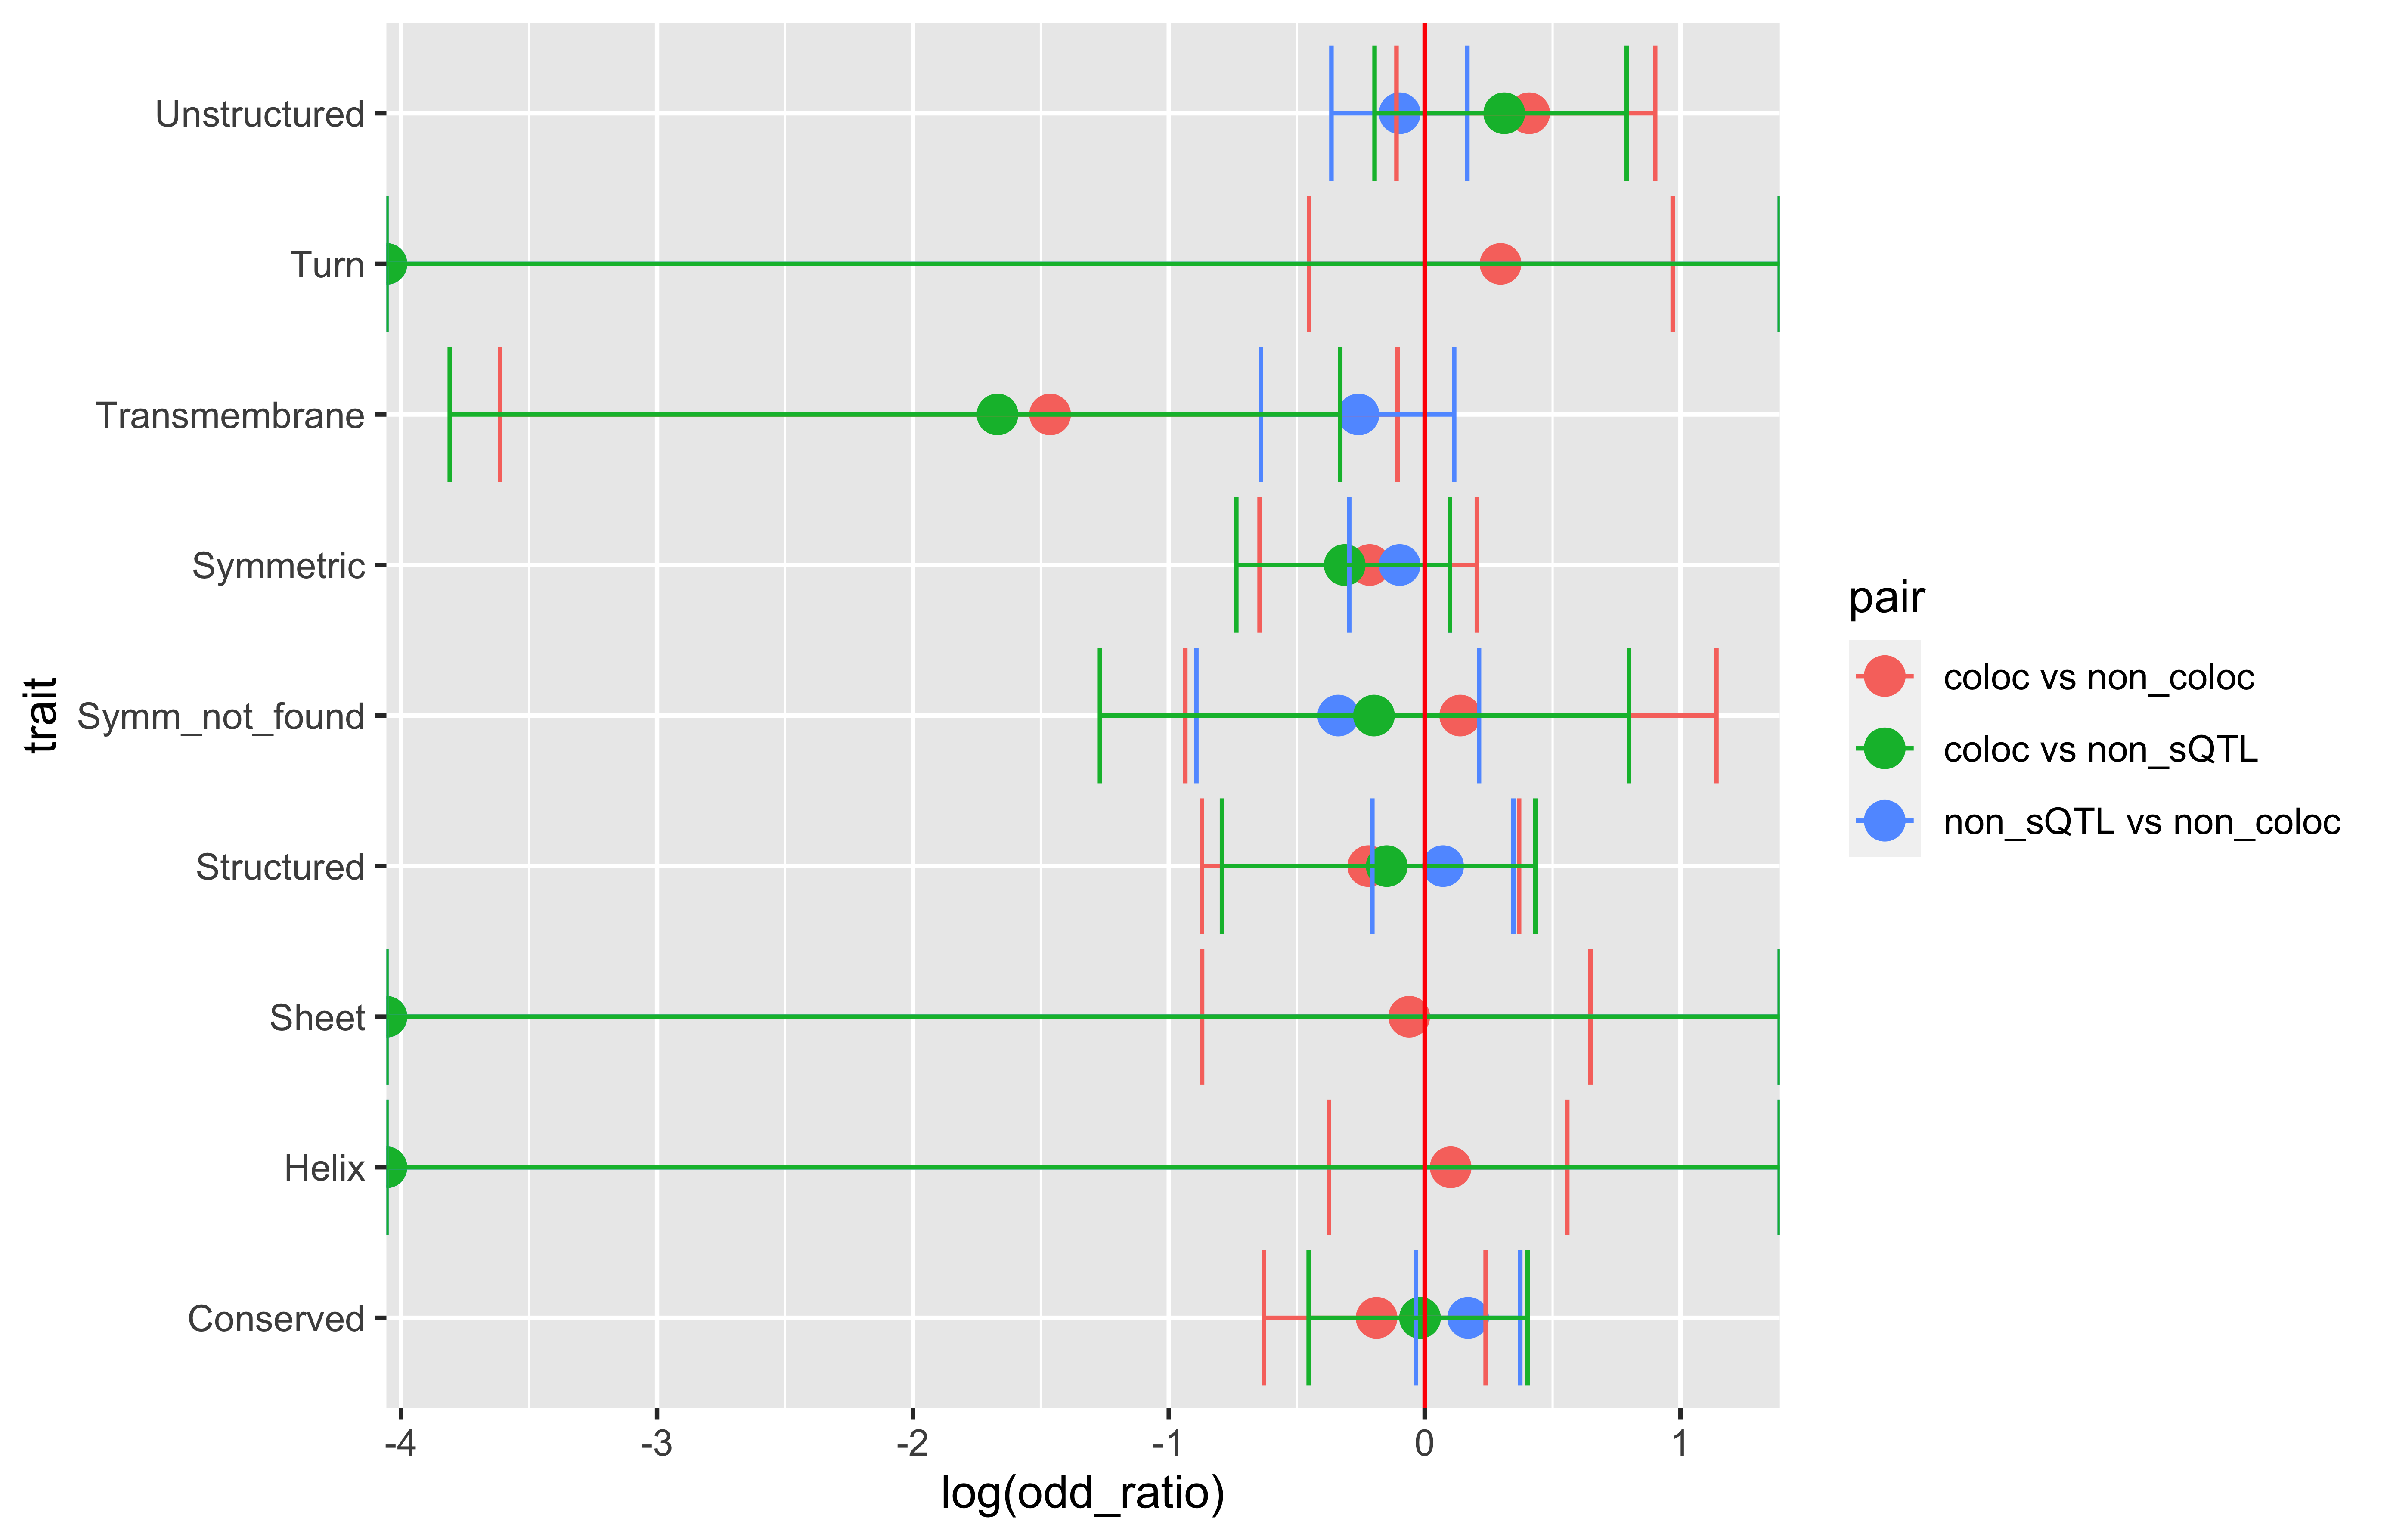 Unstructured
Turn
Transmembrane
Symmetric
Symm_not_found
Structured
Sheet
Helix
Conserved
trait
-4 -3 -2 -1 0 1
log(odd_ratio)
pair
coloc vs non_coloc
coloc vs non_sQTL
non_sQTL vs non_coloc